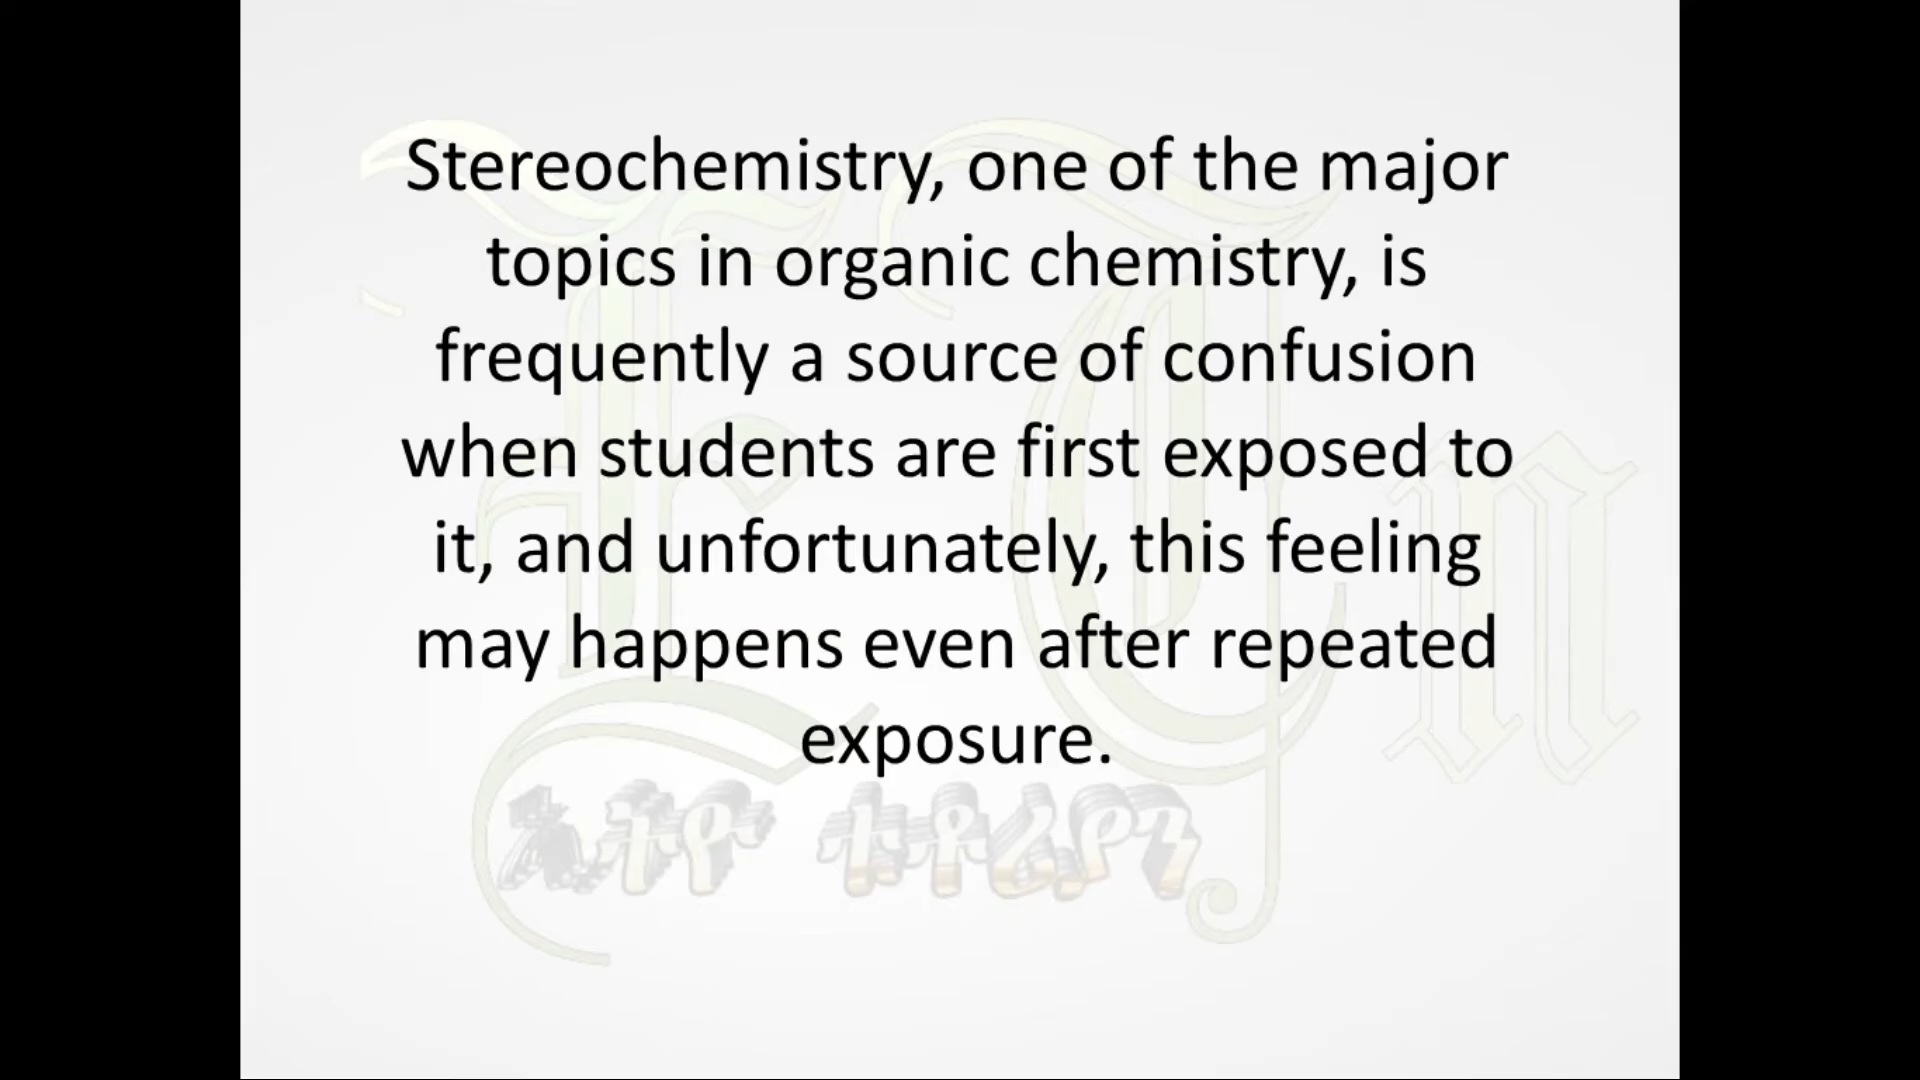 Stereochemistry, one of the major
topics in organic chemistry, is
frequently a source of confusion
when students are first exposed to
it, and unfortunately, this feeling
may happens even after repeated
exposure.